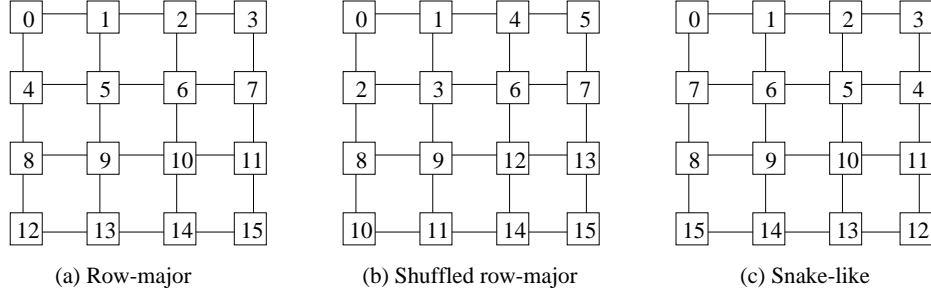 0 1 2 3 0 1 4 5 0 1 2 3
4 5 6 7 2 3 6 7 7 6 5 4
8 9 10 11 8 9 12 13 8 9 10 11
12 13 14 15 10 11 14 15 15 14 13 12
(a) Row-major (b) Shuffled row-major (c) Snake-like